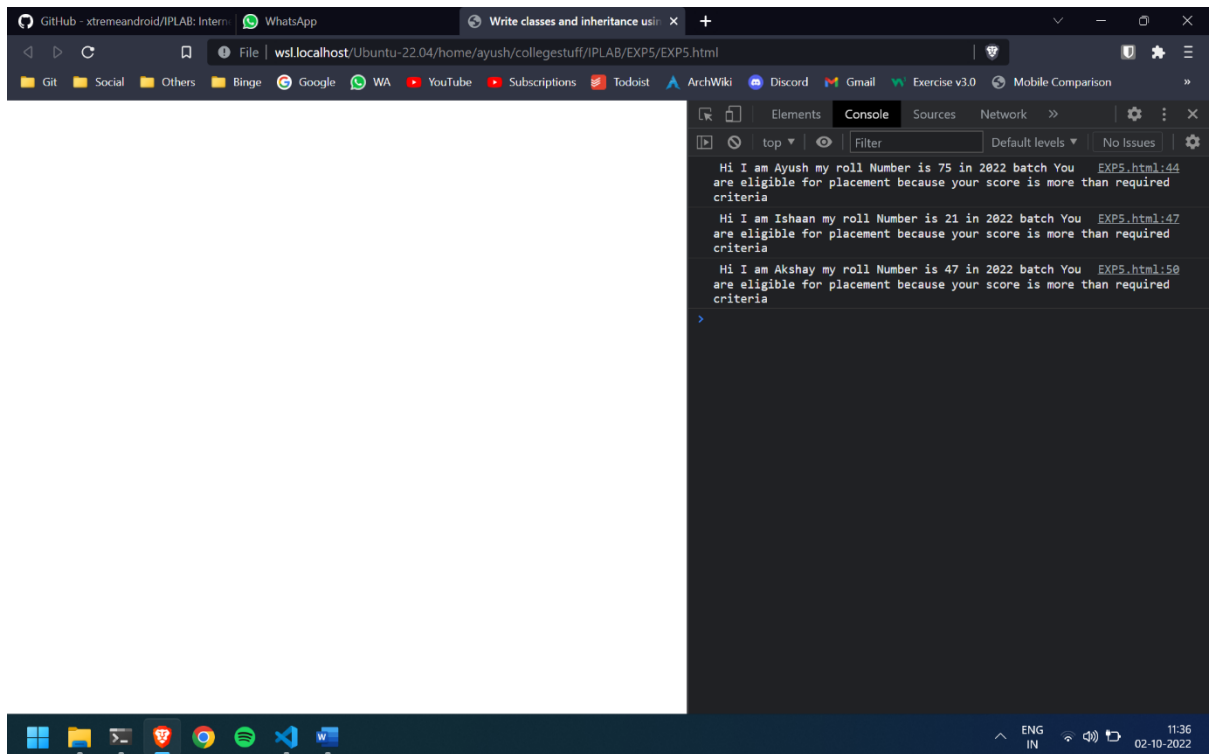 GitHub - xtremeandroid/IPLAB: Intern
WhatsApp
Write classes and inheritance usin
File | wsl.localhost/Ubuntu-22.04/home/ayush/collegestuff/IPLAB/EXP5/EXP5.html
Git Social Others Binge Google WA YouTube Subscriptions Todoist ArchWiki Discord Gmail Exercise v3.0 Mobile Comparison »
Elements Console Sources Network »
top Filter Default levels No Issues
Hi I am Ayush my roll Number is 75 in 2022 batch You EXP5.html:44
are eligible for placement because your score is more than required
criteria
Hi I am Ishaan my roll Number is 21 in 2022 batch You EXP5.html:47
are eligible for placement because your score is more than required
criteria
Hi I am Akshay my roll Number is 47 in 2022 batch You EXP5.html:50
are eligible for placement because your score is more than required
criteria
ENG 11:36
IN 02-10-2022